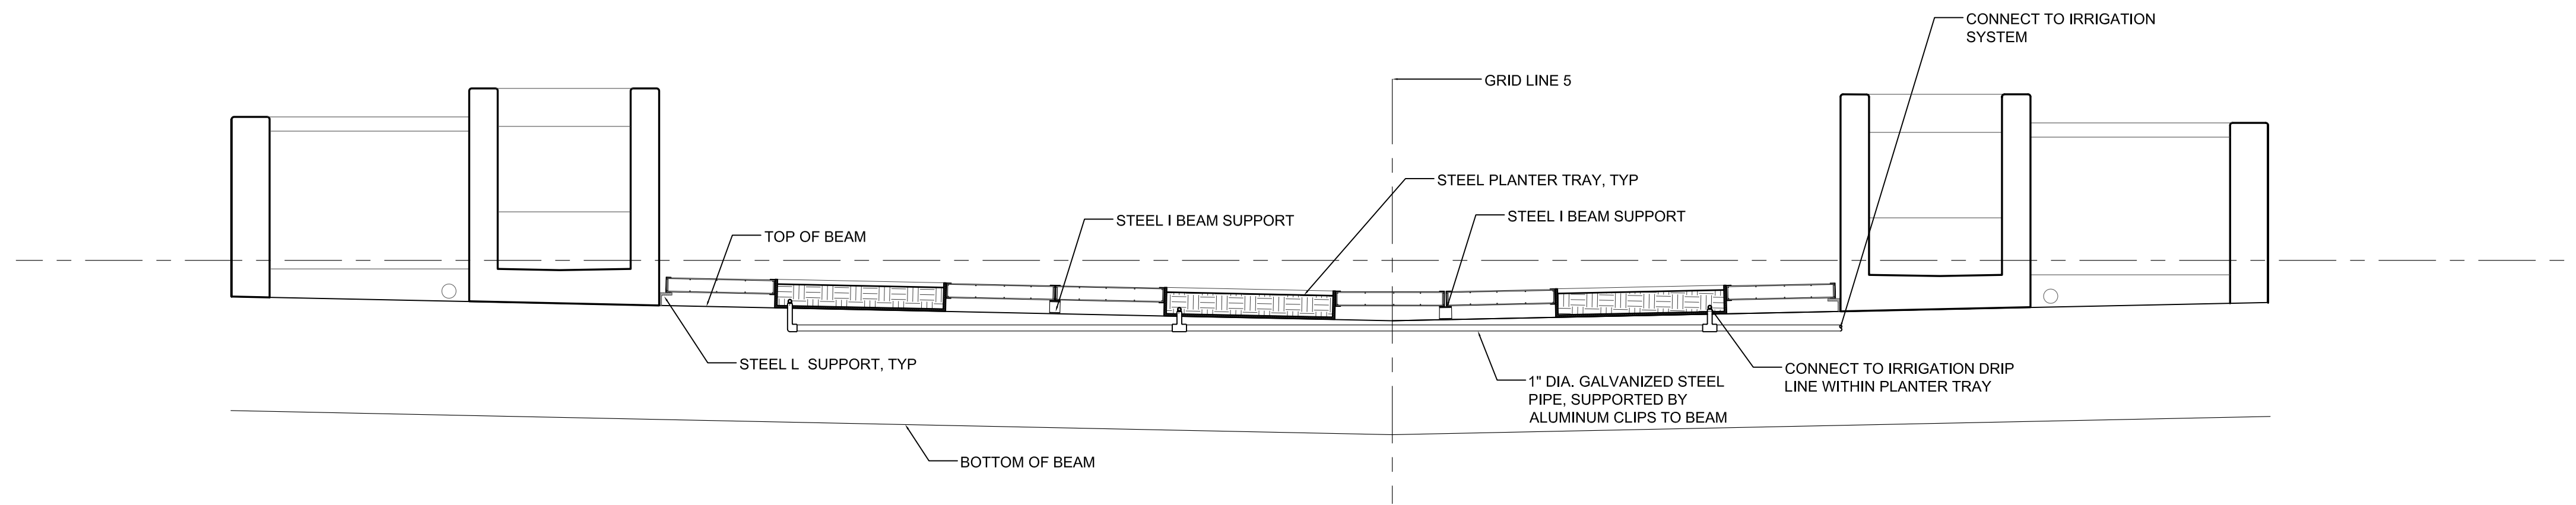 CONNECT TO IRRIGATION
SYSTEM
GRID LINE 5
STEEL PLANTER TRAY, TYP
STEEL I BEAM SUPPORT
STEEL I BEAM SUPPORT
TOP OF BEAM
STEEL L SUPPORT, TYP
CONNECT TO IRRIGATION DRIP
LINE WITHIN PLANTER TRAY
1" DIA. GALVANIZED STEEL
PIPE, SUPPORTED BY
ALUMINUM CLIPS TO BEAM
BOTTOM OF BEAM